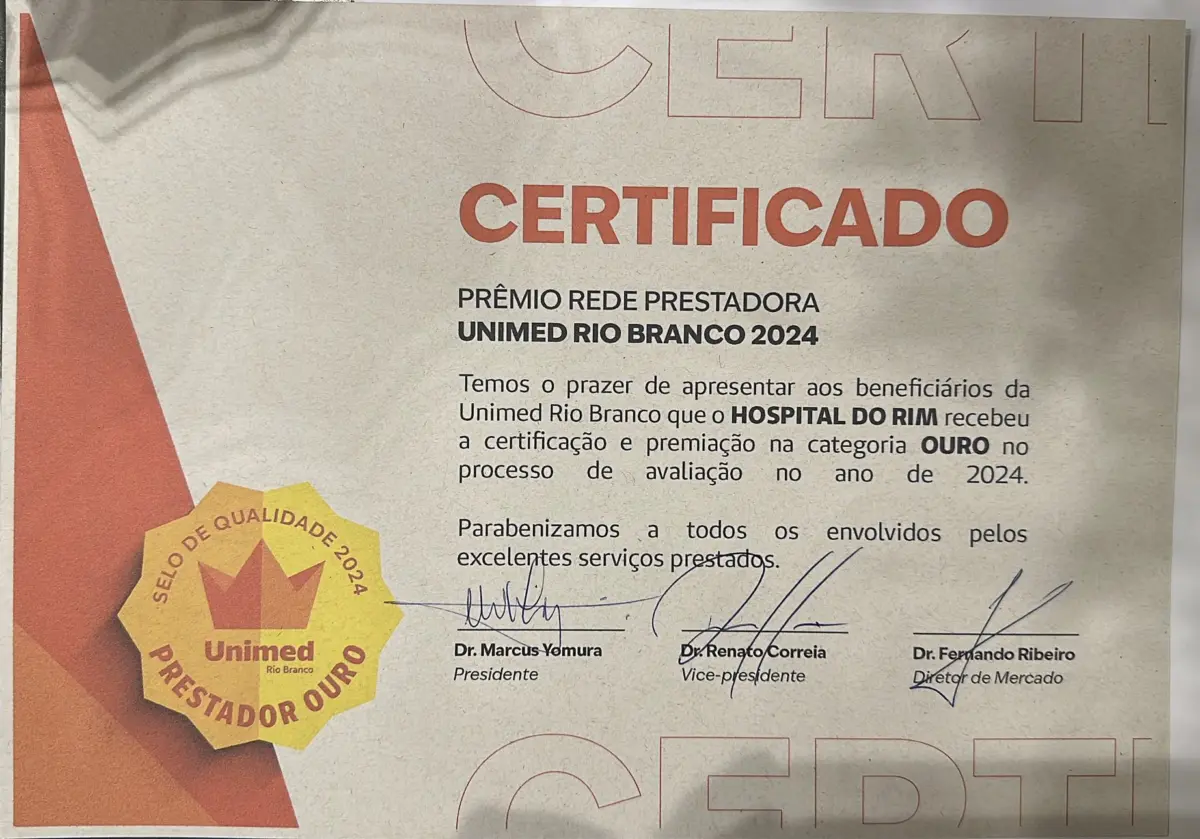 CERTI
CERTIFICADO
PRÊMIO REDE PRESTADORA
UNIMED RIO BRANCO 2024
Temos o prazer de apresentar aos beneficiários da
Unimed Rio Branco que o HOSPITAL DO RIM recebeu
a certificação e premiação na categoria OURO no
processo de avaliação no ano de 2024.
Parabenizamos a todos os envolvidos pelos
excelentes serviços prestados.
SELO DE QUALIDADE 2024
Unimed
Rio Branco
PRESTADOR OURO
Dr. Marcus Yomura
Presidente
Dr. Renato Correia
Vice-presidente
Dr. Fernando Ribeiro
Diretor de Mercado
CERTI